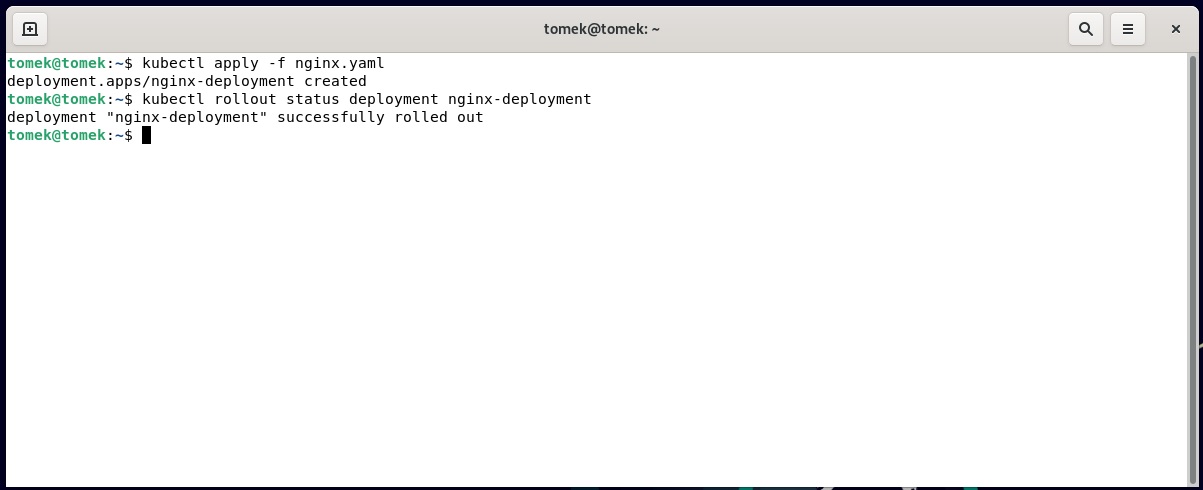 tomek@tomek: ~
tomek@tomek:~$ kubectl apply -f nginx.yaml
deployment.apps/nginx-deployment created
tomek@tomek:~$ kubectl rollout status deployment nginx-deployment
deployment "nginx-deployment" successfully rolled out
tomek@tomek:~$